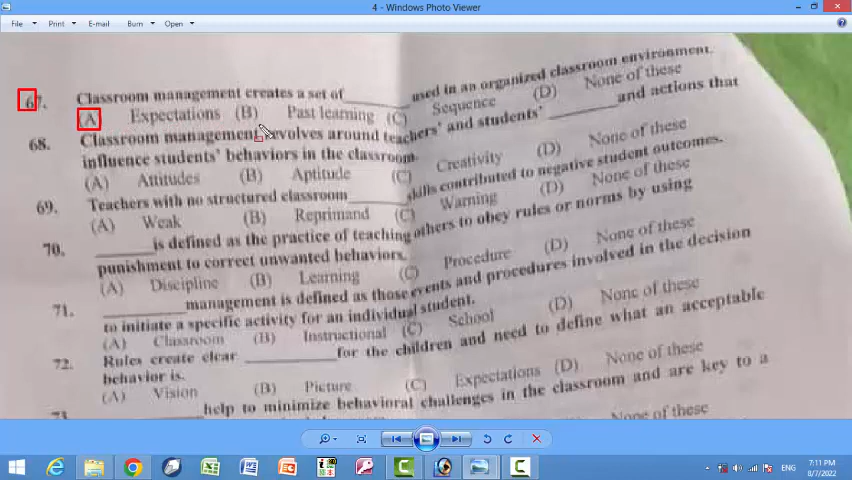 4 - Windows Photo Viewer
File Print E-mail Burn Open
67. Classroom management creates a set of ______ used in an organized classroom environment.
(A) Expectations (B) Past learning (C) Sequence (D) None of these
68. Classroom management involves around teachers' and students' ______ and actions that
influence students' behaviors in the classroom.
(A) Attitudes (B) Aptitude (C) Creativity (D) None of these
69. Teachers with no structured classroom ______ skills contributed to negative student outcomes.
(A) Weak (B) Reprimand (C) Warning (D) None of these
70. ______ is defined as the practice of teaching others to obey rules or norms by using
punishment to correct unwanted behaviors.
(A) Discipline (B) Learning (C) Procedure (D) None of these
71. ______ management is defined as those events and procedures involved in the decision
to initiate a specific activity for an individual student.
(A) Classroom (B) Instructional (C) School (D) None of these
72. Rules create clear ______ for the children and need to define what an acceptable
behavior is.
(A) Vision (B) Picture (C) Expectations (D) None of these
73. ______ help to minimize behavioral challenges in the classroom and are key to a
None of these
ENG
7:11 PM
8/7/2022